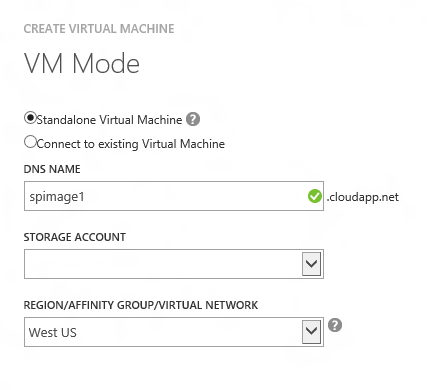 CREATE VIRTUAL MACHINE
VM Mode
Standalone Virtual Machine ?
Connect to existing Virtual Machine
DNS NAME
spimage1 .cloudapp.net
STORAGE ACCOUNT
REGION/AFFINITY GROUP/VIRTUAL NETWORK
West US ?